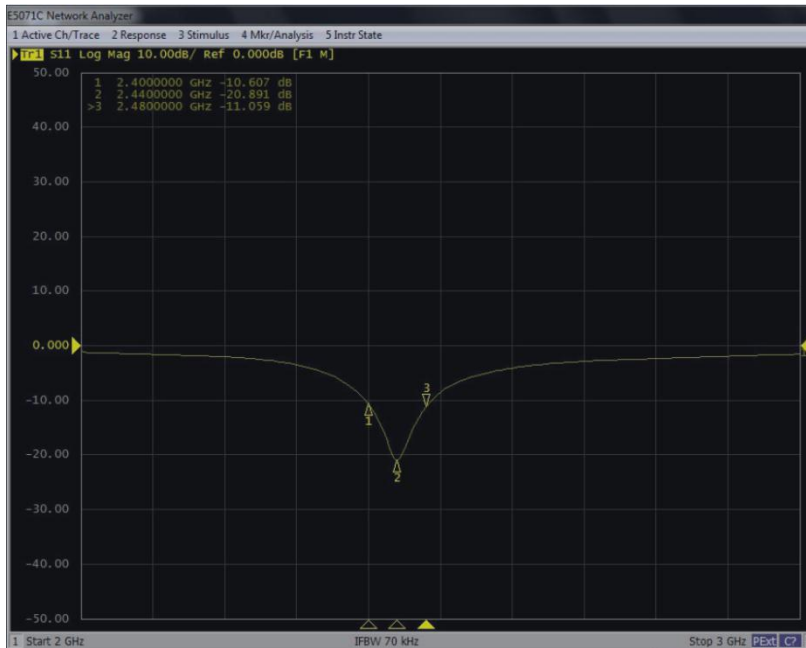 E5071C Network Analyzer
1 Active Ch/Trace 2 Response 3 Stimulus 4 Mkr/Analysis 5 Instr State
Tr1 S11 Log Mag 10.00dB/ Ref 0.000dB [F1 M]
50.00
1 2.4000000 GHz -10.607 dB
2 2.4400000 GHz -20.891 dB
>3 2.4800000 GHz -11.059 dB
40.00
30.00
20.00
10.00
0.000
-10.00
1
2
3
-20.00
-30.00
-40.00
-50.00
1 Start 2 GHz IFBW 70 kHz Stop 3 GHz PExt C?